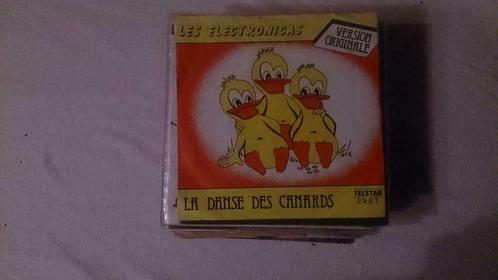 LES ELECTRONICAS
VERSION
ORIGINALE
LA DANSE DES CANARDS
TELSTAR
2987